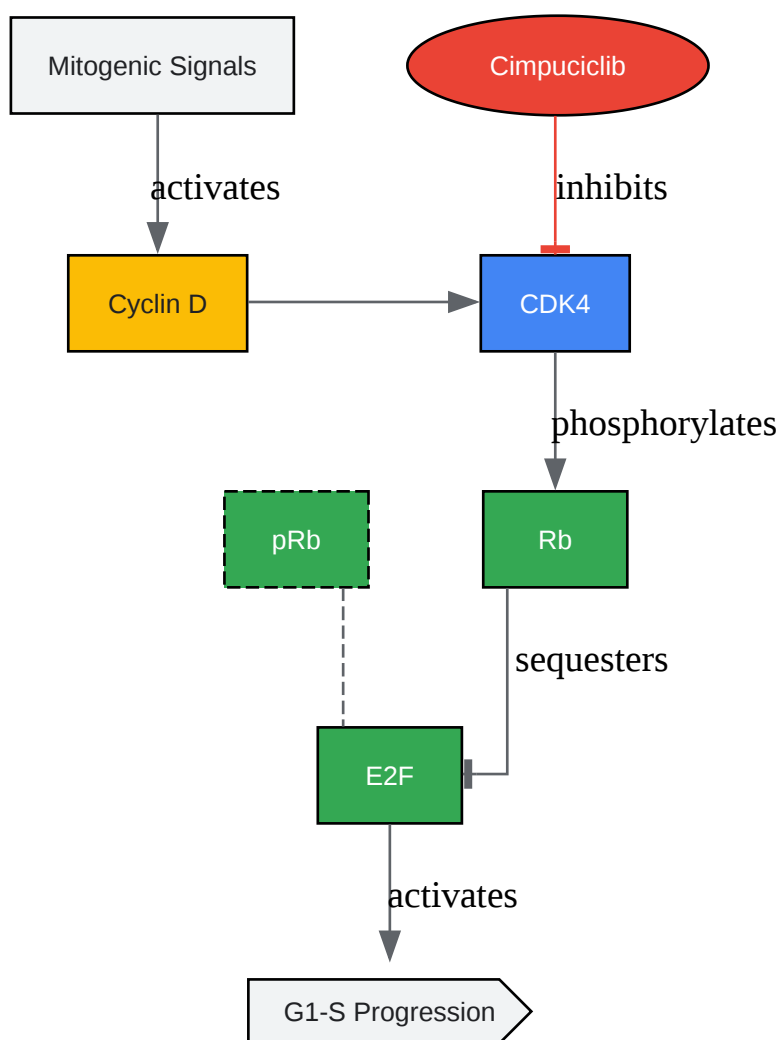 Mitogenic Signals
Cimpuciclib
activates
inhibits
Cyclin D
CDK4
phosphorylates
pRb
Rb
sequesters
E2F
activates
G1-S Progression